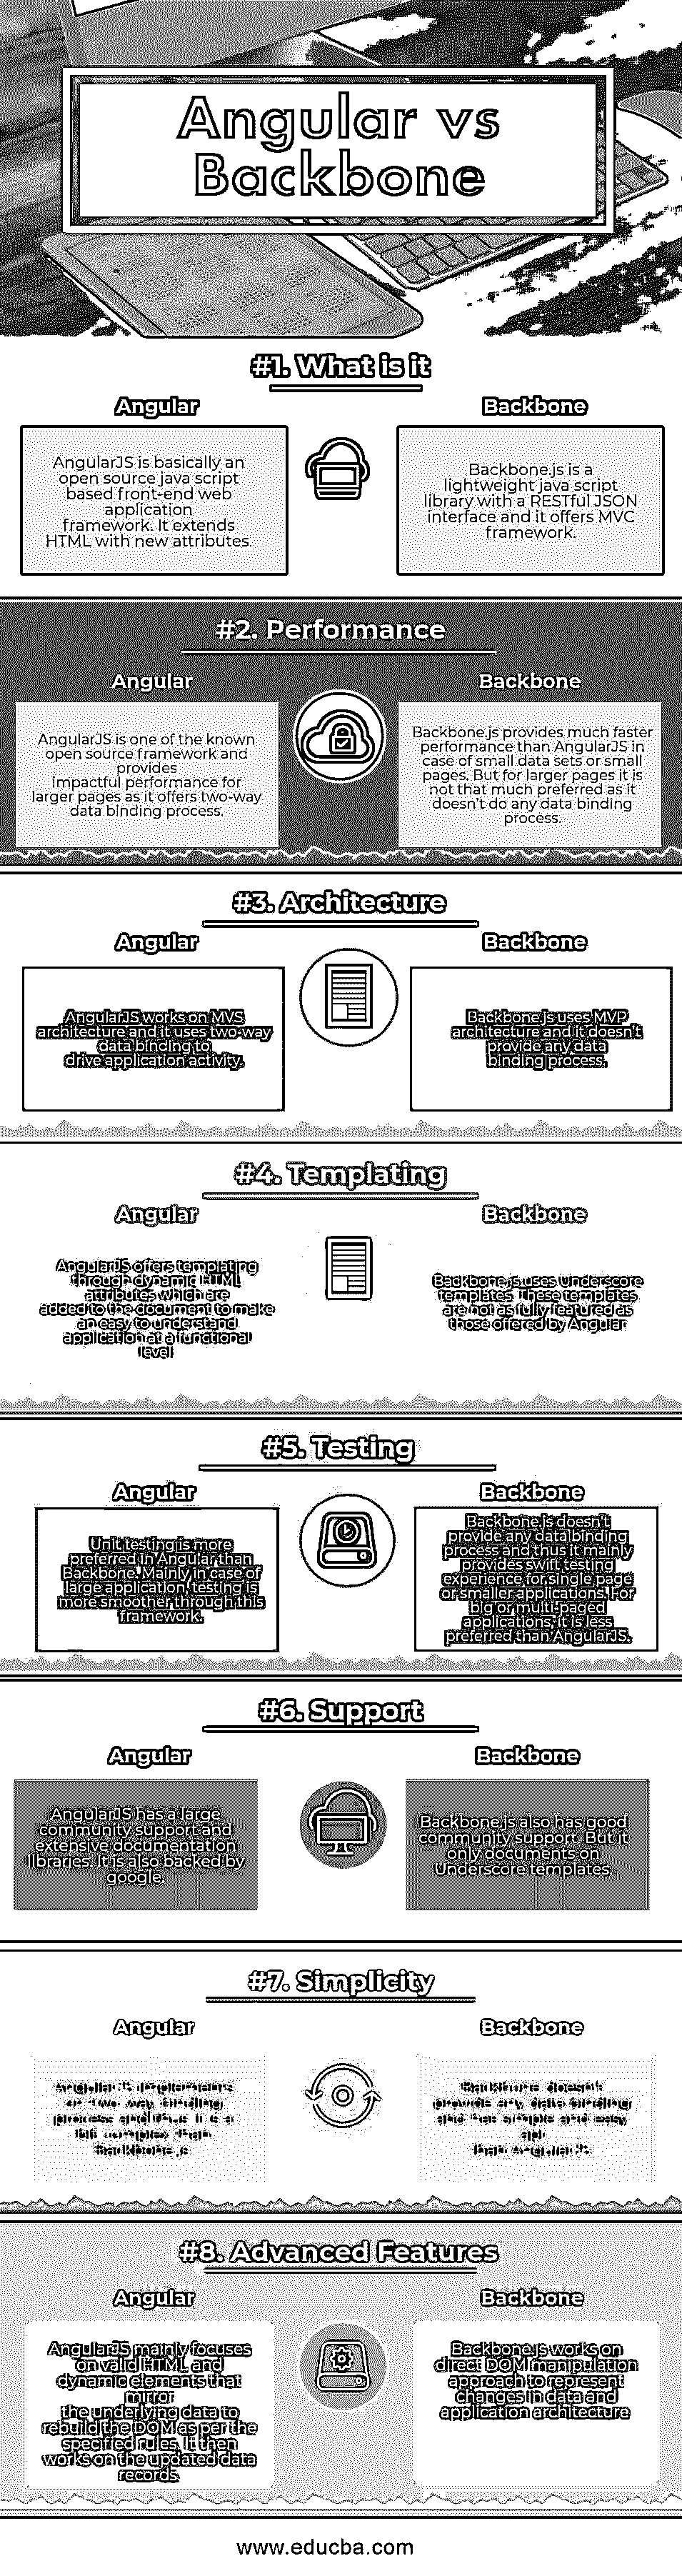 Angular vs
Backbone
#1. What is it
Angular
AngularJS is basically an
open source java script
based front-end web
application
framework. It extends
HTML with new attributes.
Backbone
Backbone.js is a
lightweight java script
library with a RESTful JSON
interface and it offers MVC
framework.
#2. Performance
Angular
AngularJS is one of the known
open source framework and
provides
impactful performance for
larger pages as it offers two-way
data binding process.
Backbone
Backbone.js provides much faster
performance than AngularJS in
case of small data sets or small
pages. But for larger pages it is
not that much preferred as it
doesn't do any data binding
process.
#3. Architecture
Angular
AngularJS works on MVS
architecture and it uses two-way
data binding to
drive application activity.
Backbone
Backbone.js uses MVP
architecture and it doesn't
provide any data
binding process.
#4. Templating
Angular
AngularJS offers templating
through dynamic HTML
attributes which are
added to the document to make
an easy to understand
application at a functional
level
Backbone
Backbone.js uses Underscore
templates. These templates
are not as fully featured as
those offered by Angular
#5. Testing
Angular
Unit testing is more
preferred in Angular than
Backbone. Mainly in case of
large application, testing is
more smoother through this
framework.
Backbone
Backbone.js doesn't
provide any data binding
process and thus it mainly
provides swift testing
experience for single page
or smaller applications. For
big or multi-paged
applications, it is less
preferred than AngularJS.
#6. Support
Angular
AngularJS has a large
community support and
extensive documentation
libraries. It is also backed by
google.
Backbone
Backbone.js also has good
community support. But it
only documents on
Underscore templates.
#7. Simplicity
Angular
AngularJS implements
two way binding
process and thus it is a
bit complex than
Backbone.js
Backbone
Backbone doesn't
provide any data binding
and has simple and easy
than AngularJS
#8. Advanced Features
Angular
AngularJS mainly focuses
on valid HTML and
dynamic elements that
mirror
the underlying data to
rebuild the DOM as per the
specified rules. It then
works on the updated data
records.
Backbone
Backbone.js works on
direct DOM manipulation
approach to represent
changes in data and
application architecture
www.educba.com